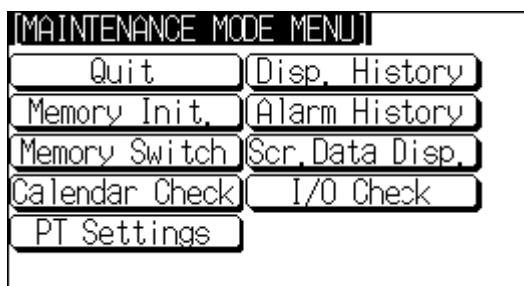 [MAINTENANCE MODE MENU]
Quit Disp. History
Memory Init. Alarm History
Memory Switch Scr.Data Disp.
Calendar Check I/O Check
PT Settings